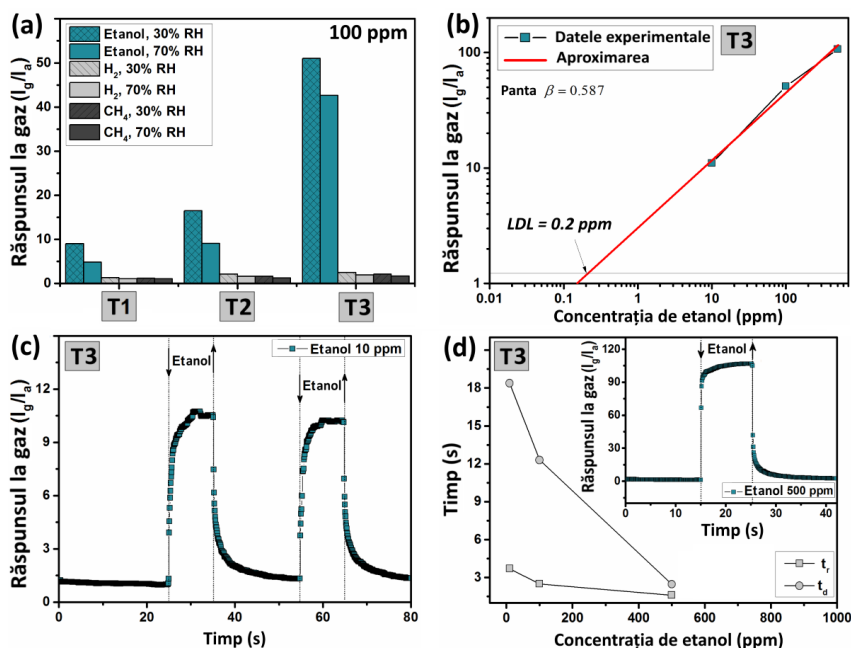 (a)
100 ppm
Etanol, 30% RH
Etanol, 70% RH
H₂, 30% RH
H₂, 70% RH
CH₄, 30% RH
CH₄, 70% RH
Răspunsul la gaz (Ig/Ia)
50
40
30
20
10
0
T1
T2
T3
(b)
T3
Datele experimentale
Aproximarea
Panta β = 0.587
LDL = 0.2 ppm
Răspunsul la gaz (Ig/Ia)
100
10
1
0.01
0.1
1
10
100
Concentrația de etanol (ppm)
(c)
T3
Etanol 10 ppm
Etanol
Etanol
Răspunsul la gaz (Ig/Ia)
15
12
9
6
3
0
0
20
40
60
80
Timp (s)
(d)
T3
Timp (s)
18
15
12
9
6
3
0
200
400
600
800
1000
Concentrația de etanol (ppm)
tr
td
Răspunsul la gaz (Ig/Ia)
120
90
60
30
0
Etanol
Etanol 500 ppm
0
10
20
30
40
Timp (s)